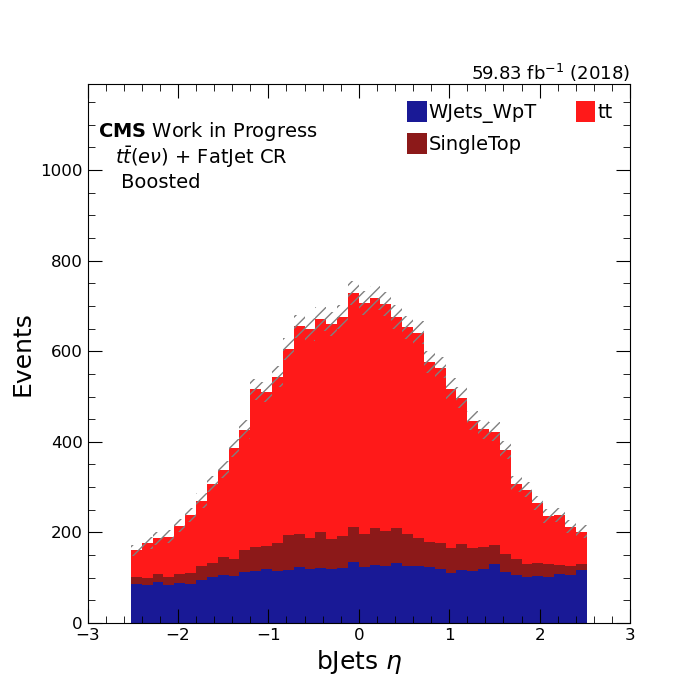 59.83 fb⁻¹ (2018)
WJets_WpT tt
SingleTop
CMS Work in Progress
tt̄(eν) + FatJet CR
Boosted
1000
800
600
400
200
0
Events
−3 −2 −1 0 1 2 3
bJets η